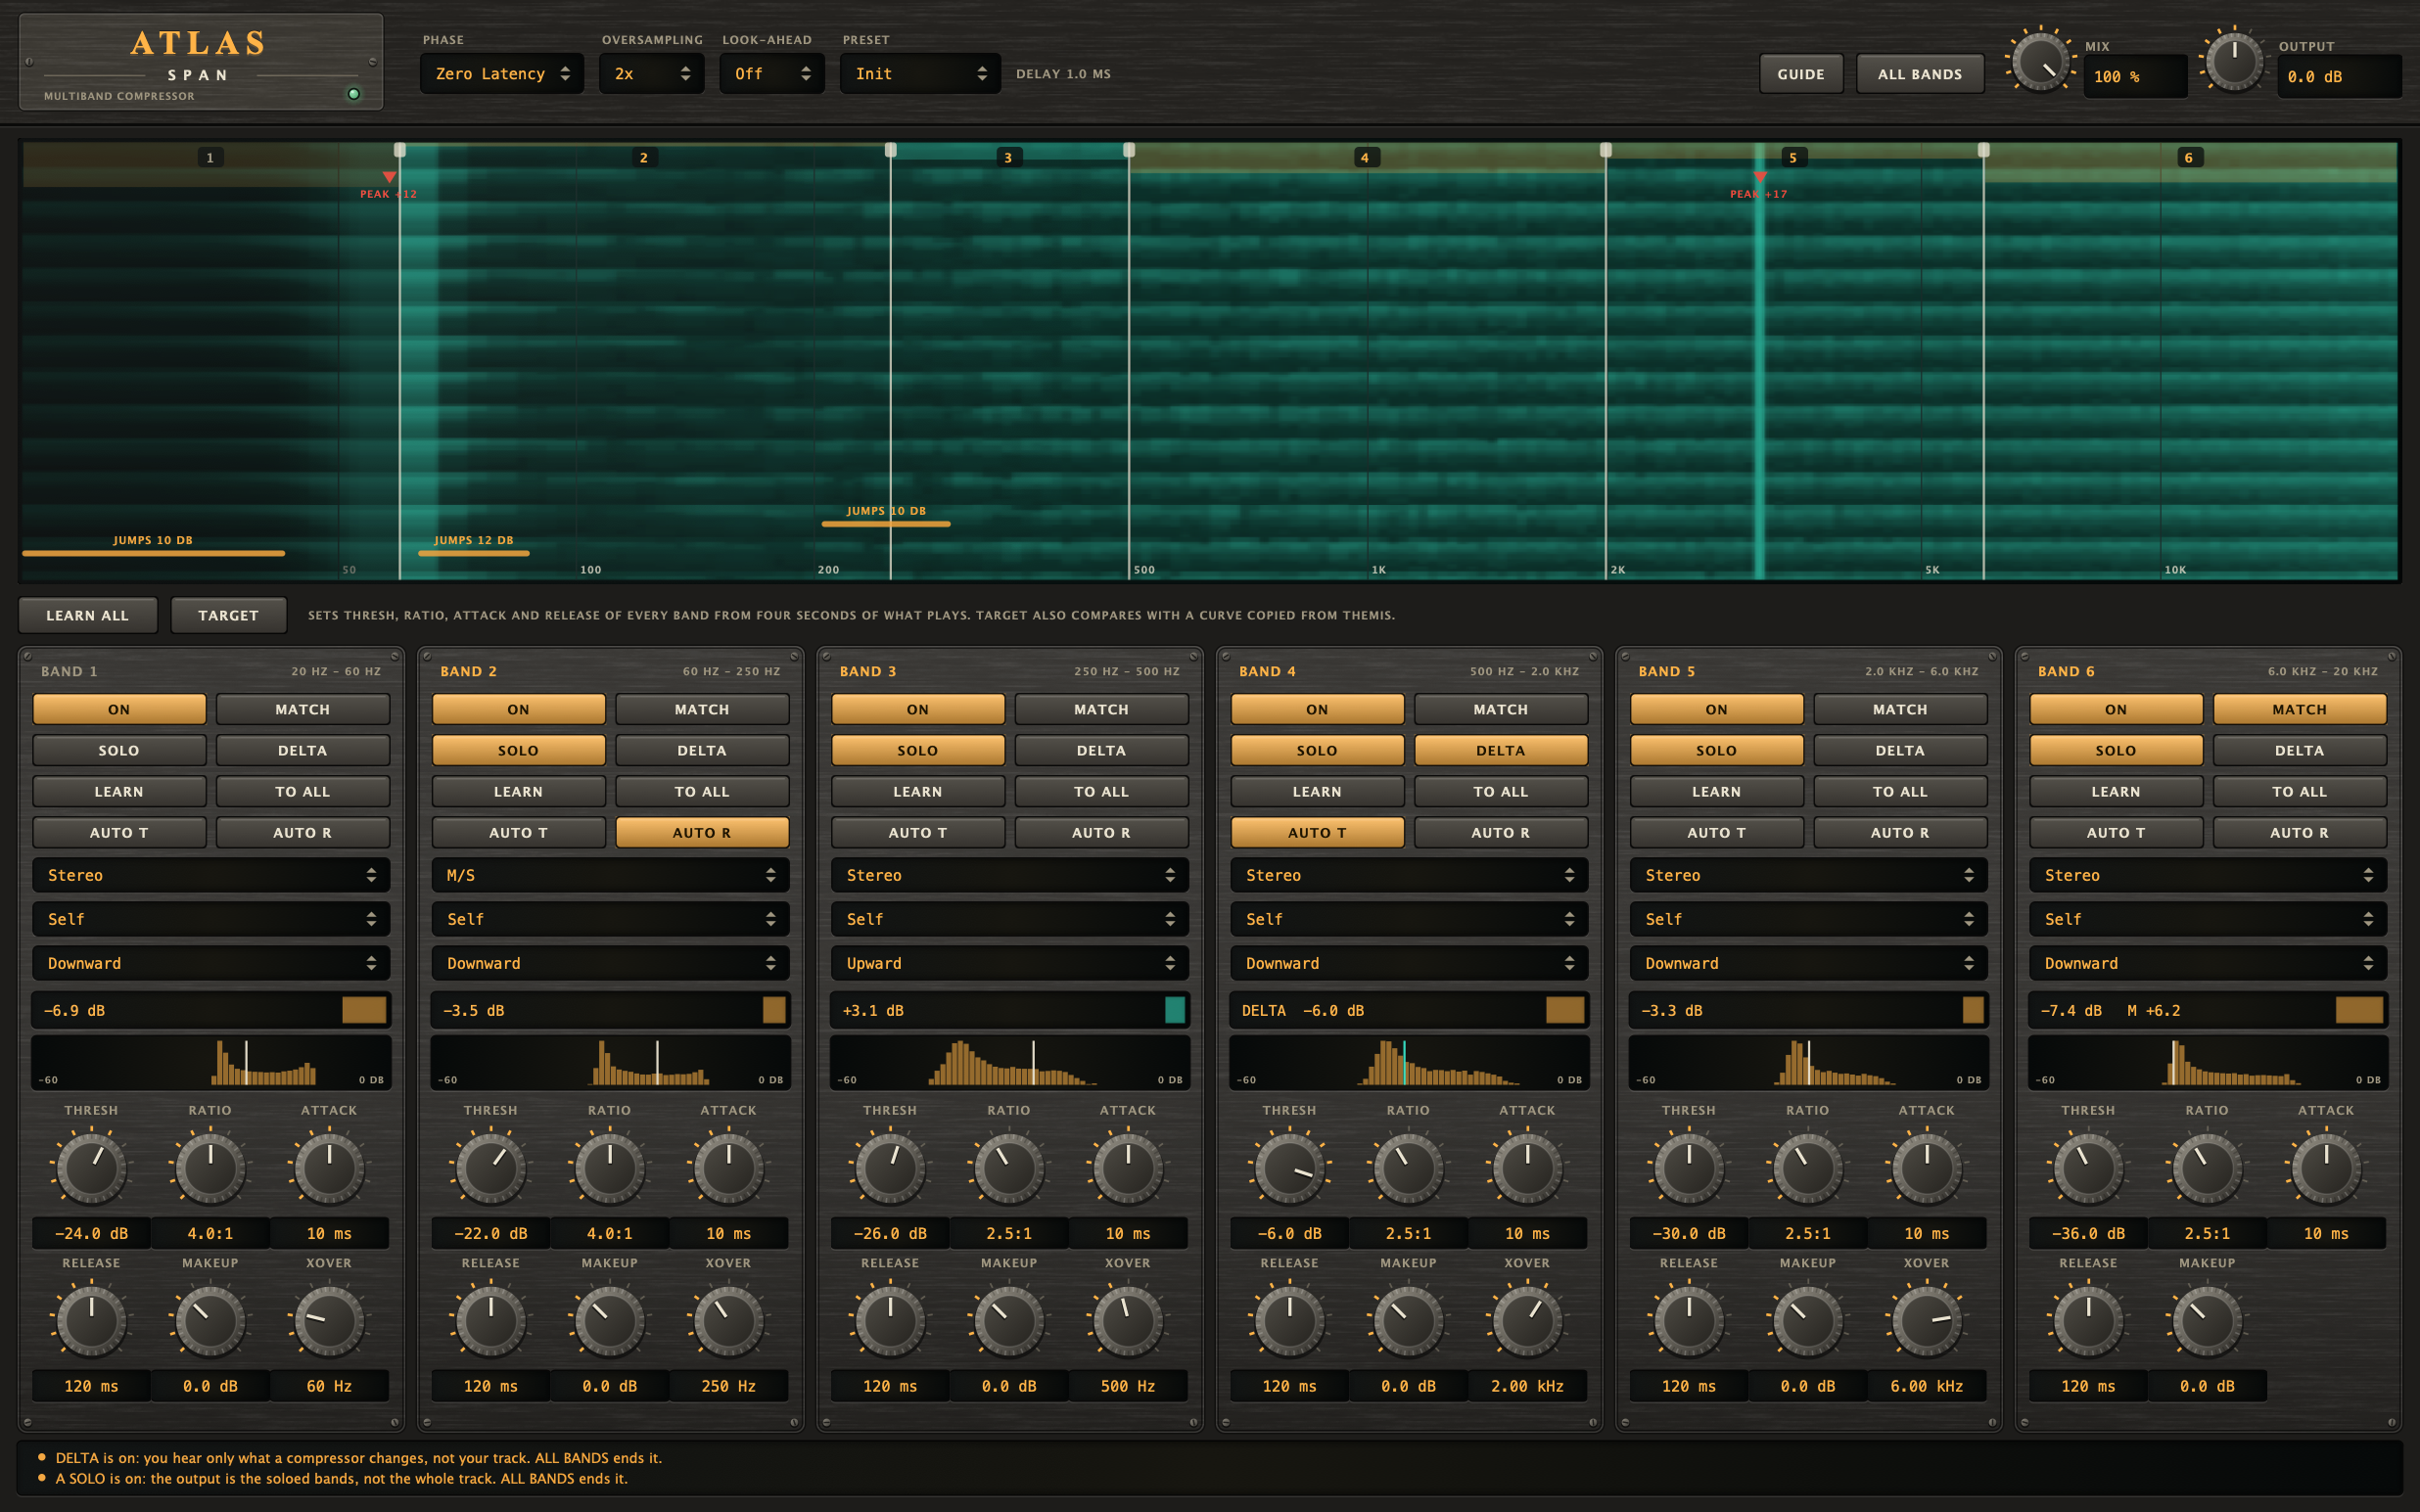 ATLAS
SPAN
MULTIBAND COMPRESSOR
PHASE OVERSAMPLING LOOK-AHEAD PRESET
Zero Latency 2x Off Init DELAY 1.0 MS
GUIDE ALL BANDS
MIX
100 %
OUTPUT
0.0 dB
1 2 3 4 5 6
PEAK +12 PEAK +17
JUMPS 10 DB
JUMPS 10 DB JUMPS 12 DB
50 100 200 500 1K 2K 5K 10K
LEARN ALL TARGET SETS THRESH, RATIO, ATTACK AND RELEASE OF EVERY BAND FROM FOUR SECONDS OF WHAT PLAYS. TARGET ALSO COMPARES WITH A CURVE COPIED FROM THEMIS.
BAND 1 20 HZ – 60 HZ
ON MATCH
SOLO DELTA
LEARN TO ALL
AUTO T AUTO R
Stereo
Self
Downward
-6.9 dB
-60 0 DB
THRESH RATIO ATTACK
-24.0 dB 4.0:1 10 ms
RELEASE MAKEUP XOVER
120 ms 0.0 dB 60 Hz
BAND 2 60 HZ – 250 HZ
ON MATCH
SOLO DELTA
LEARN TO ALL
AUTO T AUTO R
M/S
Self
Downward
-3.5 dB
-60 0 DB
THRESH RATIO ATTACK
-22.0 dB 4.0:1 10 ms
RELEASE MAKEUP XOVER
120 ms 0.0 dB 250 Hz
BAND 3 250 HZ – 500 HZ
ON MATCH
SOLO DELTA
LEARN TO ALL
AUTO T AUTO R
Stereo
Self
Upward
+3.1 dB
-60 0 DB
THRESH RATIO ATTACK
-26.0 dB 2.5:1 10 ms
RELEASE MAKEUP XOVER
120 ms 0.0 dB 500 Hz
BAND 4 500 HZ – 2.0 KHZ
ON MATCH
SOLO DELTA
LEARN TO ALL
AUTO T AUTO R
Stereo
Self
Downward
DELTA -6.0 dB
-60 0 DB
THRESH RATIO ATTACK
-6.0 dB 2.5:1 10 ms
RELEASE MAKEUP XOVER
120 ms 0.0 dB 2.00 kHz
BAND 5 2.0 KHZ – 6.0 KHZ
ON MATCH
SOLO DELTA
LEARN TO ALL
AUTO T AUTO R
Stereo
Self
Downward
-3.3 dB
-60 0 DB
THRESH RATIO ATTACK
-30.0 dB 2.5:1 10 ms
RELEASE MAKEUP XOVER
120 ms 0.0 dB 6.00 kHz
BAND 6 6.0 KHZ – 20 KHZ
ON MATCH
SOLO DELTA
LEARN TO ALL
AUTO T AUTO R
Stereo
Self
Downward
-7.4 dB M +6.2
-60 0 DB
THRESH RATIO ATTACK
-36.0 dB 2.5:1 10 ms
RELEASE MAKEUP
120 ms 0.0 dB
DELTA is on: you hear only what a compressor changes, not your track. ALL BANDS ends it.
A SOLO is on: the output is the soloed bands, not the whole track. ALL BANDS ends it.